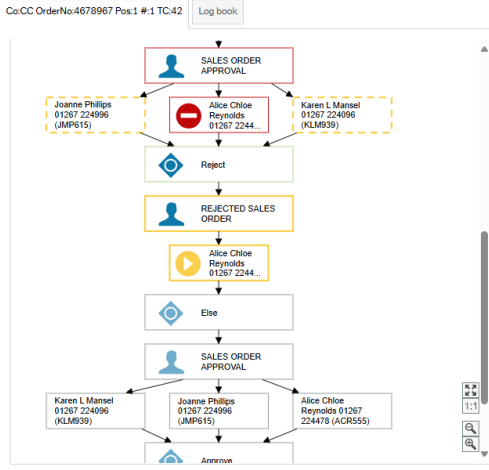 Co:CC OrderNo:4678967 Pos:1 #:1 TC:42
Log book
SALES ORDER
APPROVAL
Joanne Phillips
01267 224996
(JMP615)
Alice Chloe
Reynolds
01267 2244...
Karen L Mansel
01267 224096
(KLM939)
Reject
REJECTED SALES
ORDER
Alice Chloe
Reynolds
01267 2244...
Else
SALES ORDER
APPROVAL
Karen L Mansel
01267 224096
(KLM939)
Joanne Phillips
01267 224996
(JMP615)
Alice Chloe
Reynolds 01267
224478 (ACR555)
Approve
1:1